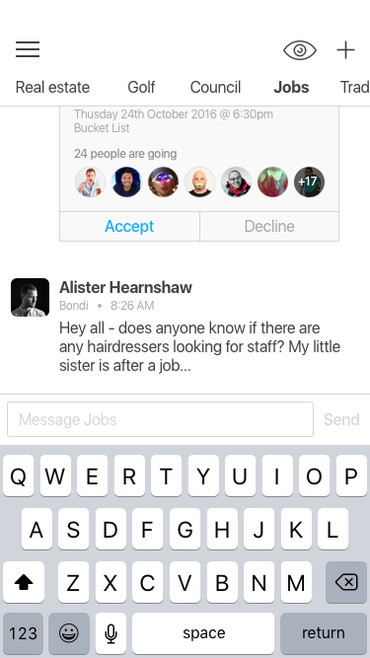 Real estate Golf Council Jobs Trad
Thusday 24th October 2016 @ 6:30pm
Bucket List
24 people are going
+17
Accept Decline
Alister Hearnshaw
Bondi • 8:26 AM
Hey all - does anyone know if there are
any hairdressers looking for staff? My little
sister is after a job...
Message Jobs Send
Q W E R T Y U I O P
A S D F G H J K L
Z X C V B N M
123 space return